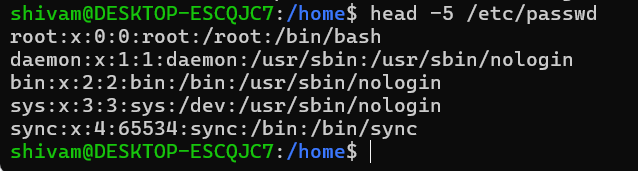 shivam@DESKTOP-ESCQJC7:/home$ head -5 /etc/passwd
root:x:0:0:root:/root:/bin/bash
daemon:x:1:1:daemon:/usr/sbin:/usr/sbin/nologin
bin:x:2:2:bin:/bin:/usr/sbin/nologin
sys:x:3:3:sys:/dev:/usr/sbin/nologin
sync:x:4:65534:sync:/bin:/bin/sync
shivam@DESKTOP-ESCQJC7:/home$